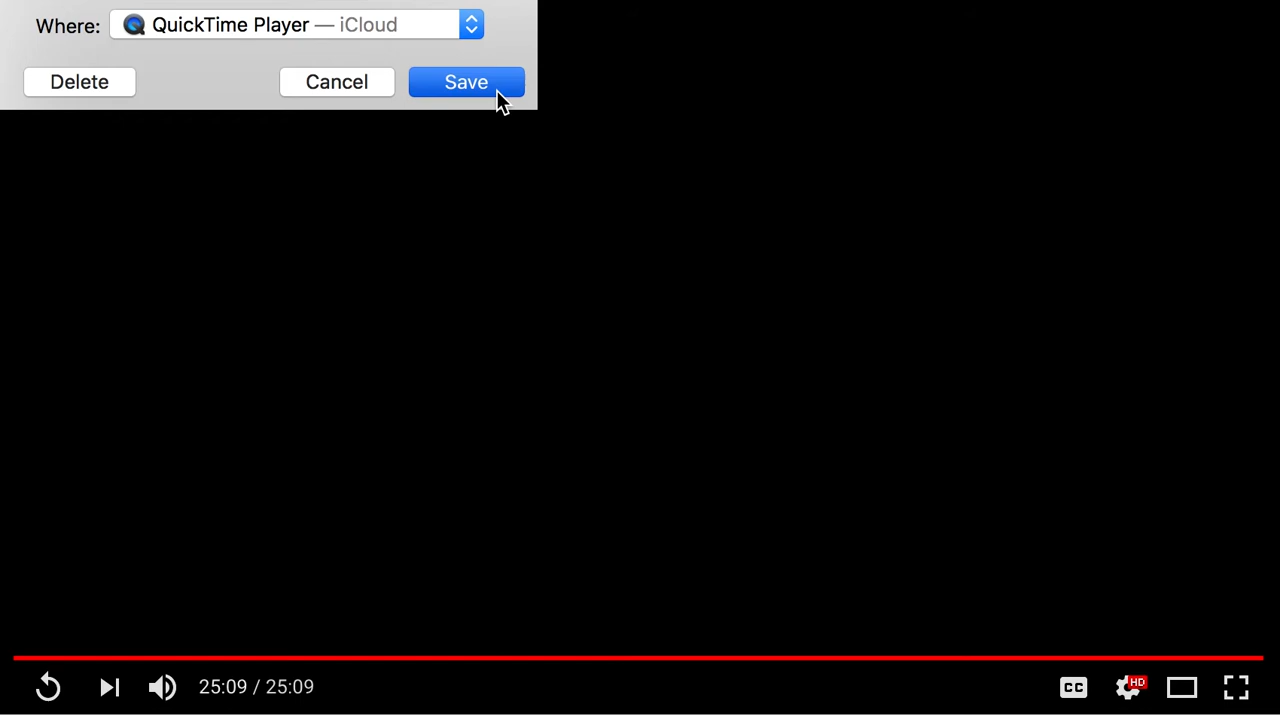 Where: QuickTime Player — iCloud
Delete Cancel Save
25:09 / 25:09 CC HD